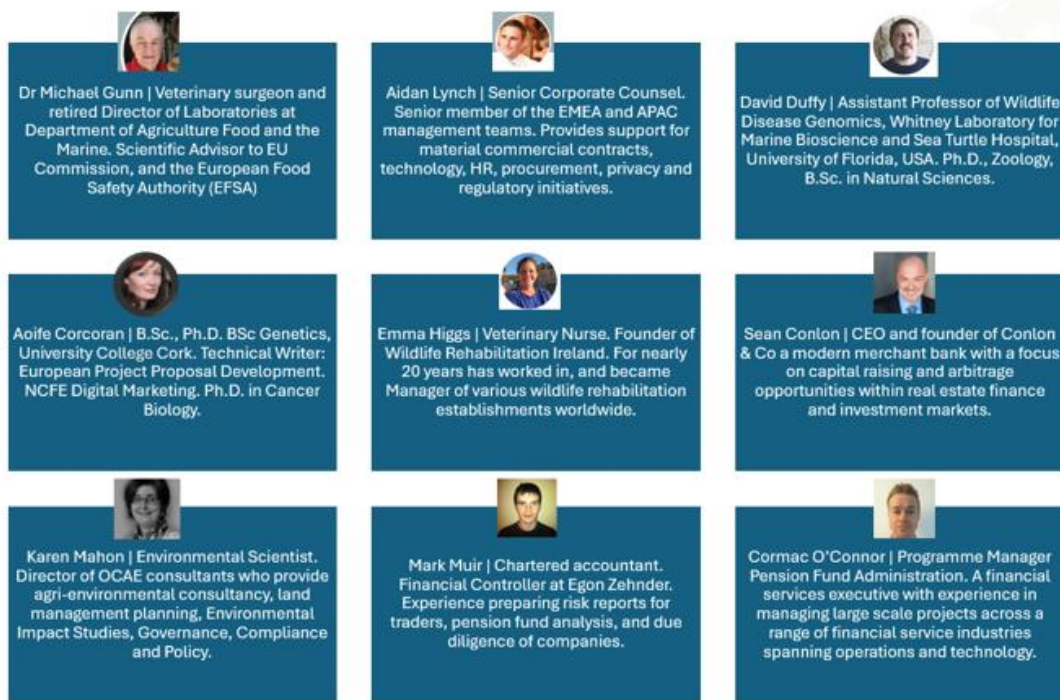 Dr Michael Gunn | Veterinary surgeon and
retired Director of Laboratories at
Department of Agriculture Food and the
Marine. Scientific Advisor to EU
Commission, and the European Food
Safety Authority (EFSA)
Aidan Lynch | Senior Corporate Counsel.
Senior member of the EMEA and APAC
management teams. Provides support for
material commercial contracts,
technology, HR, procurement, privacy and
regulatory initiatives.
David Duffy | Assistant Professor of Wildlife
Disease Genomics, Whitney Laboratory for
Marine Bioscience and Sea Turtle Hospital,
University of Florida, USA. Ph.D., Zoology,
B.Sc. in Natural Sciences.
Aoife Corcoran | B.Sc., Ph.D. BSc Genetics,
University College Cork. Technical Writer:
European Project Proposal Development.
NCFE Digital Marketing. Ph.D. in Cancer
Biology.
Emma Higgs | Veterinary Nurse. Founder of
Wildlife Rehabilitation Ireland. For nearly
20 years has worked in, and became
Manager of various wildlife rehabilitation
establishments worldwide.
Sean Conlon | CEO and founder of Conlon
& Co a modern merchant bank with a focus
on capital raising and arbitrage
opportunities within real estate finance
and investment markets.
Karen Mahon | Environmental Scientist.
Director of OCAE consultants who provide
agri-environmental consultancy, land
management planning, Environmental
Impact Studies, Governance, Compliance
and Policy.
Mark Muir | Chartered accountant.
Financial Controller at Egon Zehnder.
Experience preparing risk reports for
traders, pension fund analysis, and due
diligence of companies.
Cormac O’Connor | Programme Manager
Pension Fund Administration. A financial
services executive with experience in
managing large scale projects across a
range of financial service industries
spanning operations and technology.